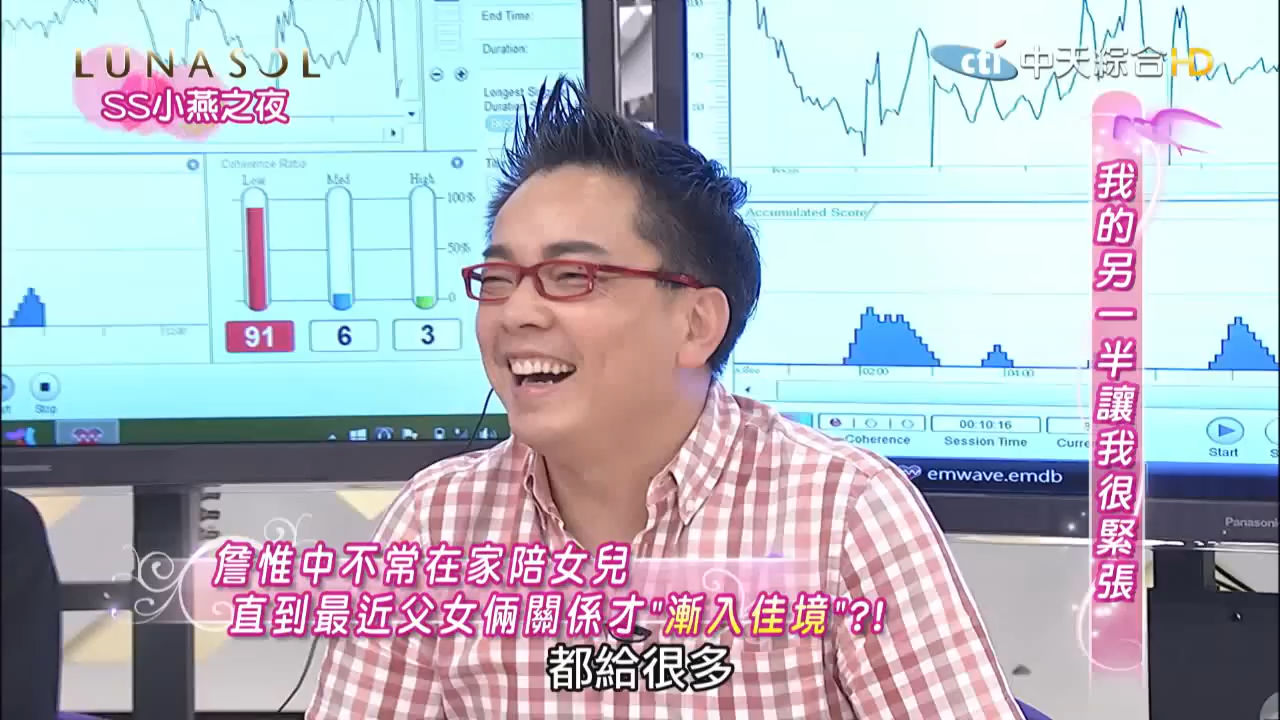 LUNASOL
SS小燕之夜
cti 中天綜合HD
我的另一半讓我很緊張
End Time:
Duration:
Coherence Ratio
Low
Med
High
100%
50%
0
91
6
3
Stop
Accumulated Score
02:00
04:00
Coherence
00:10:16
Session Time
Start
emwave.emdb
Panasonic
詹惟中不常在家陪女兒
直到最近父女倆關係才"漸入佳境"?!
都給很多